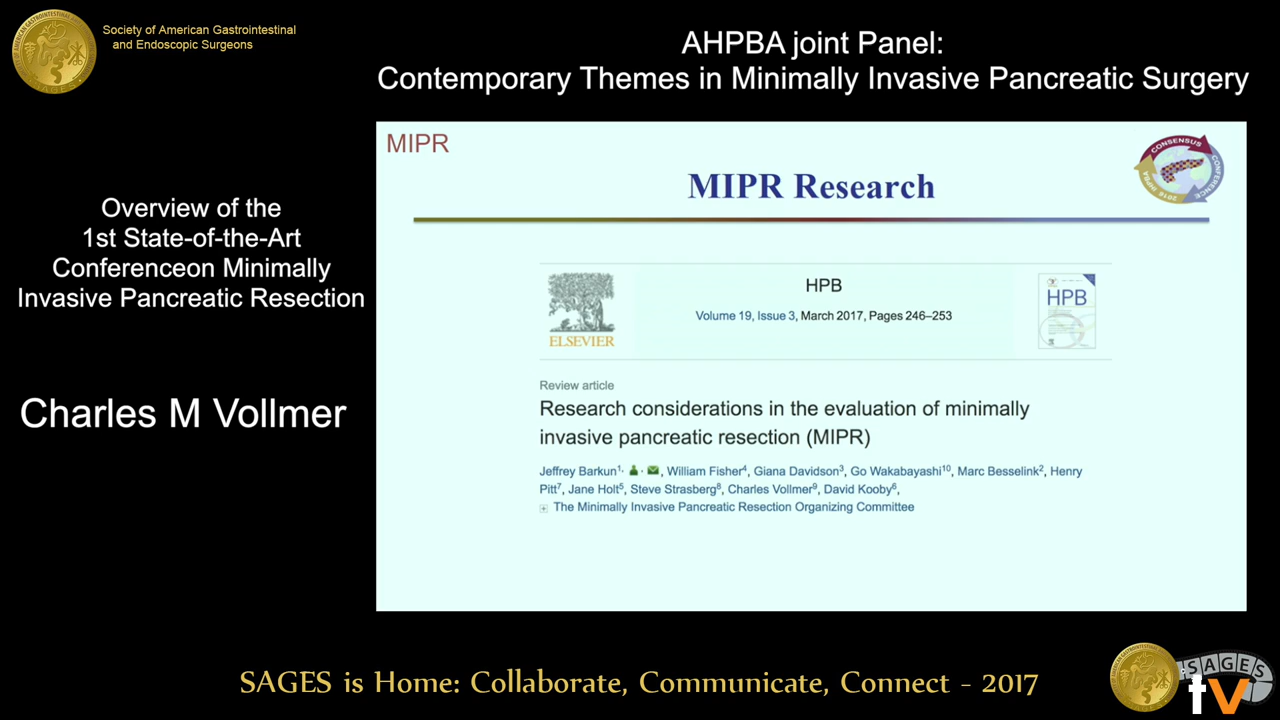 Society of American Gastrointestinal
and Endoscopic Surgeons
AHPBA joint Panel:
Contemporary Themes in Minimally Invasive Pancreatic Surgery
Overview of the
1st State-of-the-Art
Conferenceon Minimally
Invasive Pancreatic Resection
Charles M Vollmer
MIPR
CONSENSUS
CONFERENCE
MIPR Research
ELSEVIER
HPB
Volume 19, Issue 3, March 2017, Pages 246–253
HPB
Review article
Research considerations in the evaluation of minimally
invasive pancreatic resection (MIPR)
Jeffrey Barkun1, William Fisher4, Giana Davidson3, Go Wakabayashi10, Marc Besselink2, Henry
Pitt7, Jane Holt5, Steve Strasberg8, Charles Vollmer9, David Kooby6,
The Minimally Invasive Pancreatic Resection Organizing Committee
SAGES is Home: Collaborate, Communicate, Connect - 2017
SAGES
tv